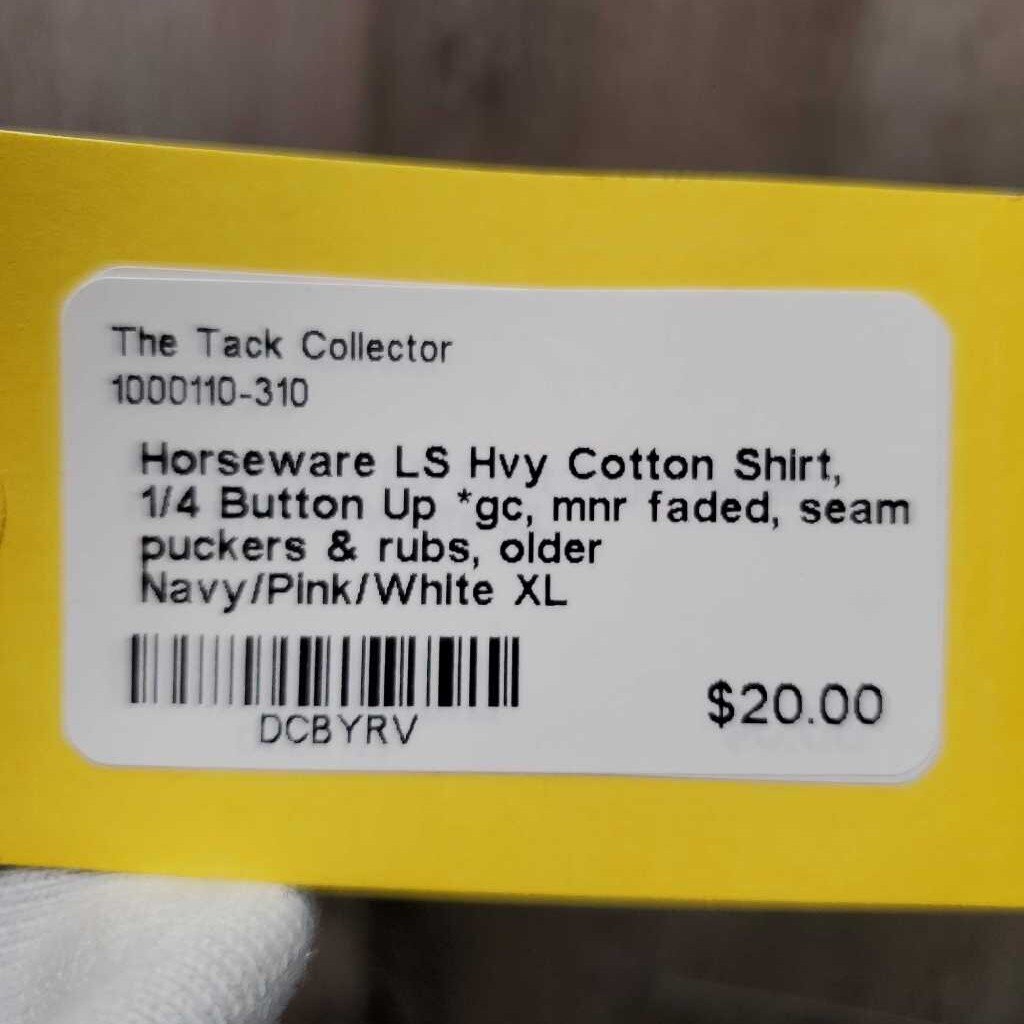 The Tack Collector
1000110-310
Horseware LS Hvy Cotton Shirt,
1/4 Button Up *gc, mnr faded, seam
puckers & rubs, older
Navy/Pink/White XL
DCBYRV
$20.00